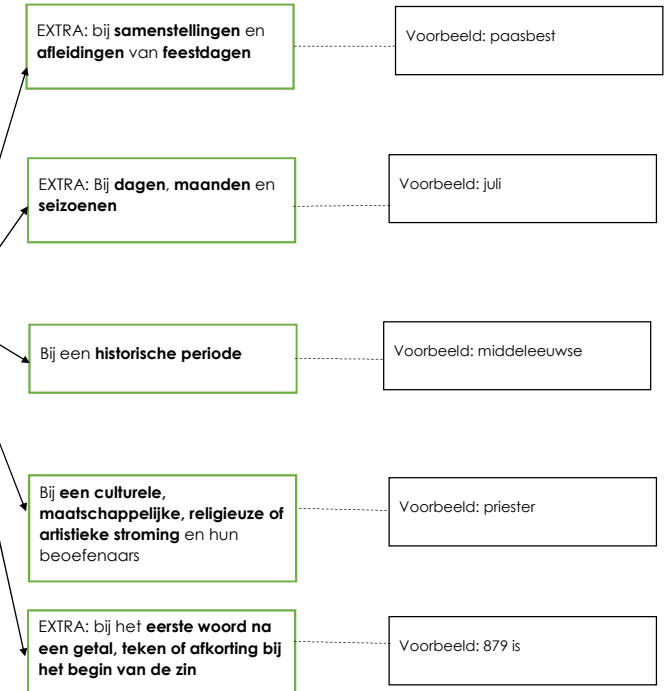 EXTRA: bij samenstellingen en
afleidingen van feestdagen
Voorbeeld: paasbest
EXTRA: Bij dagen, maanden en
seizoenen
Voorbeeld: juli
Bij een historische periode
Voorbeeld: middeleeuwse
Bij een culturele,
maatschappelijke, religieuze of
artistieke stroming en hun
beoefenaars
Voorbeeld: priester
EXTRA: bij het eerste woord na
een getal, teken of afkorting bij
het begin van de zin
Voorbeeld: 879 is